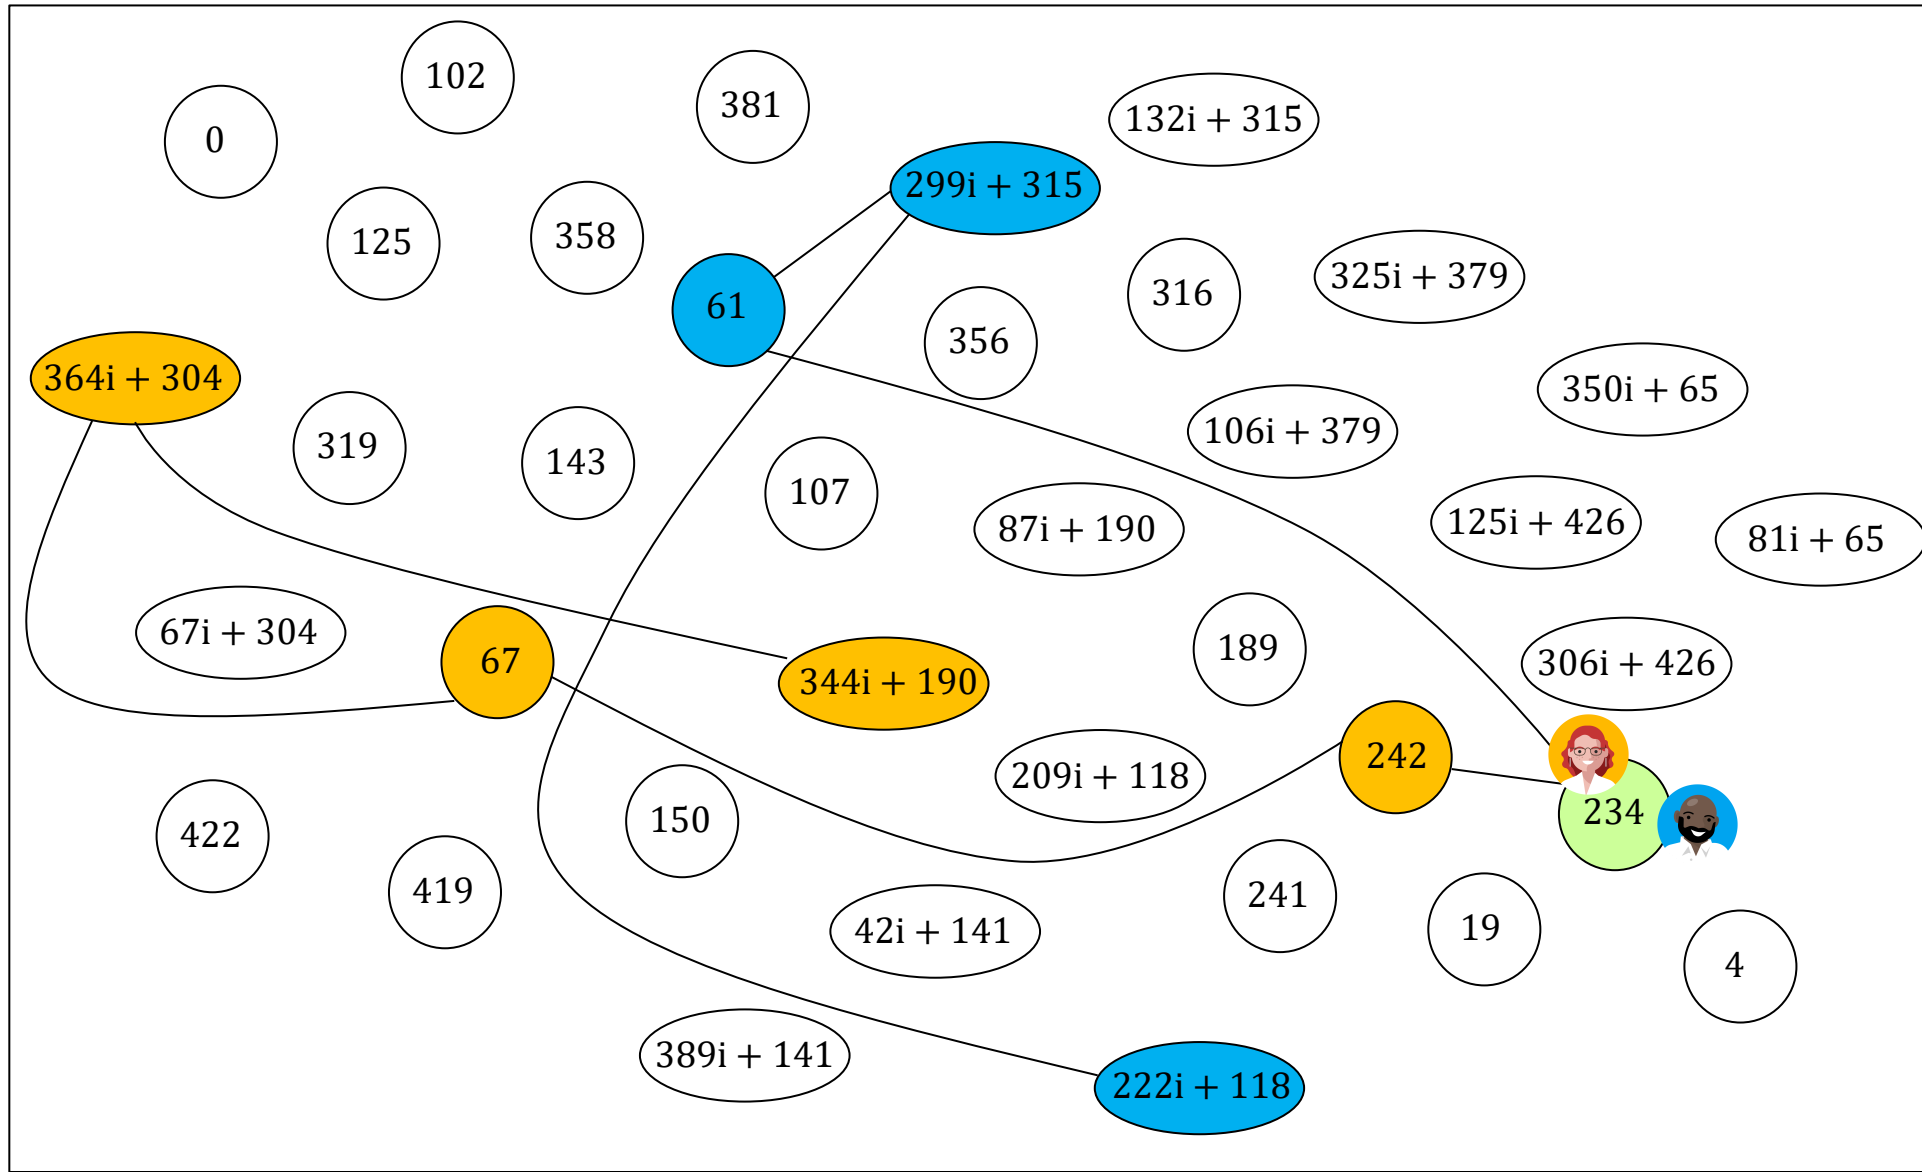 102
381
132i + 315
0
299i + 315
125
358
316
325i + 379
61
356
364i + 304
350i + 65
106i + 379
319
143
107
87i + 190
125i + 426
81i + 65
67i + 304
67
189
306i + 426
344i + 190
242
209i + 118
234
422
150
419
241
42i + 141
19
4
389i + 141
222i + 118